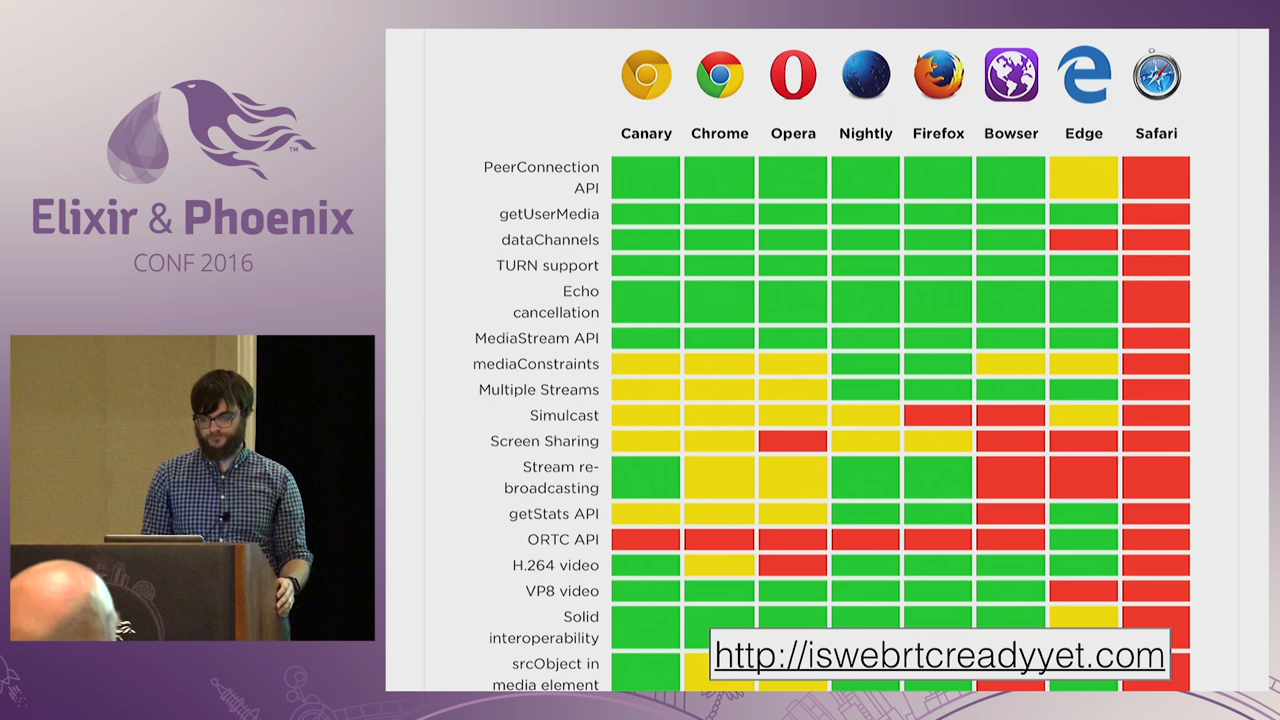 TM
Elixir & Phoenix
CONF 2016
Canary Chrome Opera Nightly Firefox Bowser Edge Safari
PeerConnection
API
getUserMedia
dataChannels
TURN support
Echo
cancellation
MediaStream API
mediaConstraints
Multiple Streams
Simulcast
Screen Sharing
Stream re-
broadcasting
getStats API
ORTC API
H.264 video
VP8 video
Solid
interoperability
srcObject in
media element
http://iswebrtcreadyyet.com